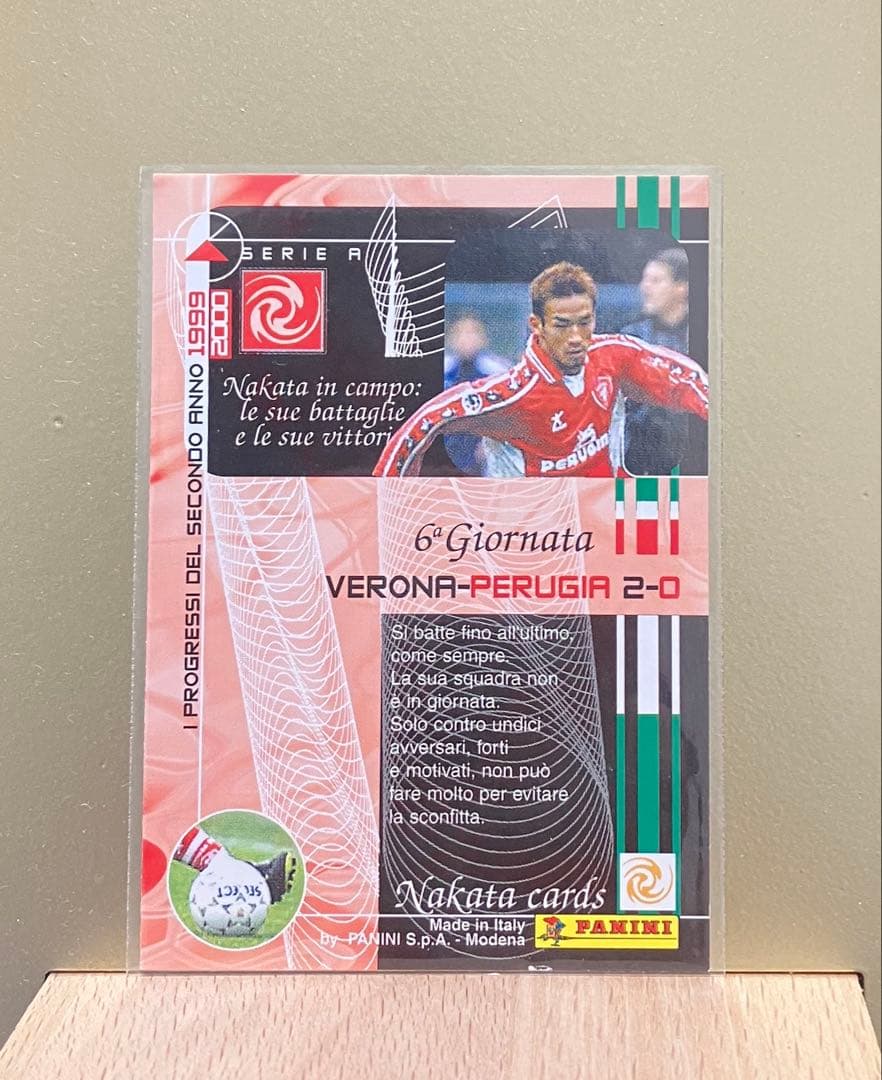 SERIE A
I PROGRESSI DEL SECONDO ANNO 1999
2000
Nakata in campo:
le sue battaglie
e le sue vittori
PERUGINA
6ª Giornata
VERONA-PERUGIA 2-0
Si batte fino all'ultimo,
come sempre.
La sua squadra non
è in giornata.
Solo contro undici
avversari, forti
e motivati, non può
fare molto per evitare
la sconfitta.
SELECT
Nakata cards
Made in Italy
by PANINI S.p.A. - Modena
PANINI